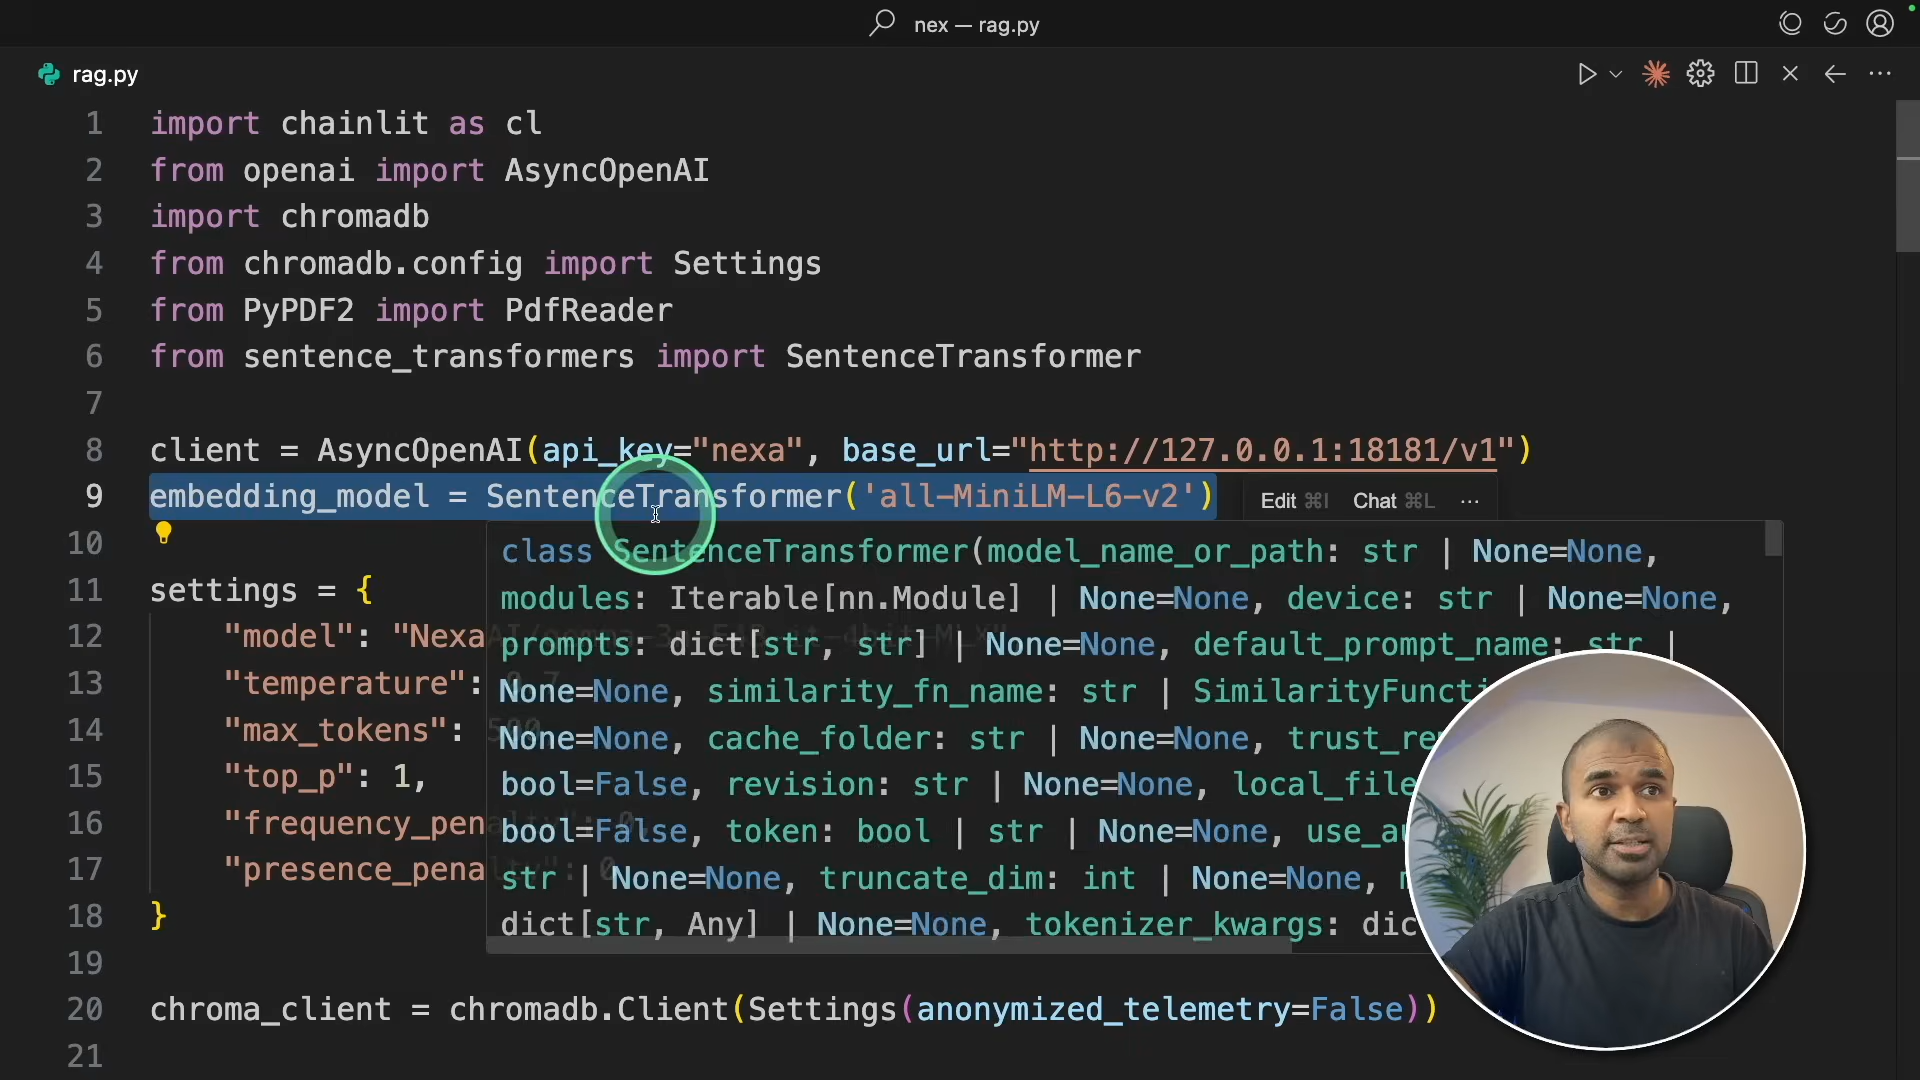 nex — rag.py
rag.py
1 import chainlit as cl
2 from openai import AsyncOpenAI
3 import chromadb
4 from chromadb.config import Settings
5 from PyPDF2 import PdfReader
6 from sentence_transformers import SentenceTransformer
7
8 client = AsyncOpenAI(api_key="nexa", base_url="http://127.0.0.1:18181/v1")
9 embedding_model = SentenceTransformer('all-MiniLM-L6-v2') Edit ⌘I Chat ⌘L ···
10
class SentenceTransformer(model_name_or_path: str | None=None,
11 settings = {
modules: Iterable[nn.Module] | None=None, device: str | None=None,
12 "model": "Nexa
prompts: dict[str, str] | None=None, default_prompt_name: str |
13 "temperature":
None=None, similarity_fn_name: str | SimilarityFuncti
14 "max_tokens":
None=None, cache_folder: str | None=None, trust_re
15 "top_p": 1,
bool=False, revision: str | None=None, local_file
16 "frequency_pen
bool=False, token: bool | str | None=None, use_au
17 "presence_pena
str | None=None, truncate_dim: int | None=None,
18 }
dict[str, Any] | None=None, tokenizer_kwargs: dic
19
20 chroma_client = chromadb.Client(Settings(anonymized_telemetry=False))
21